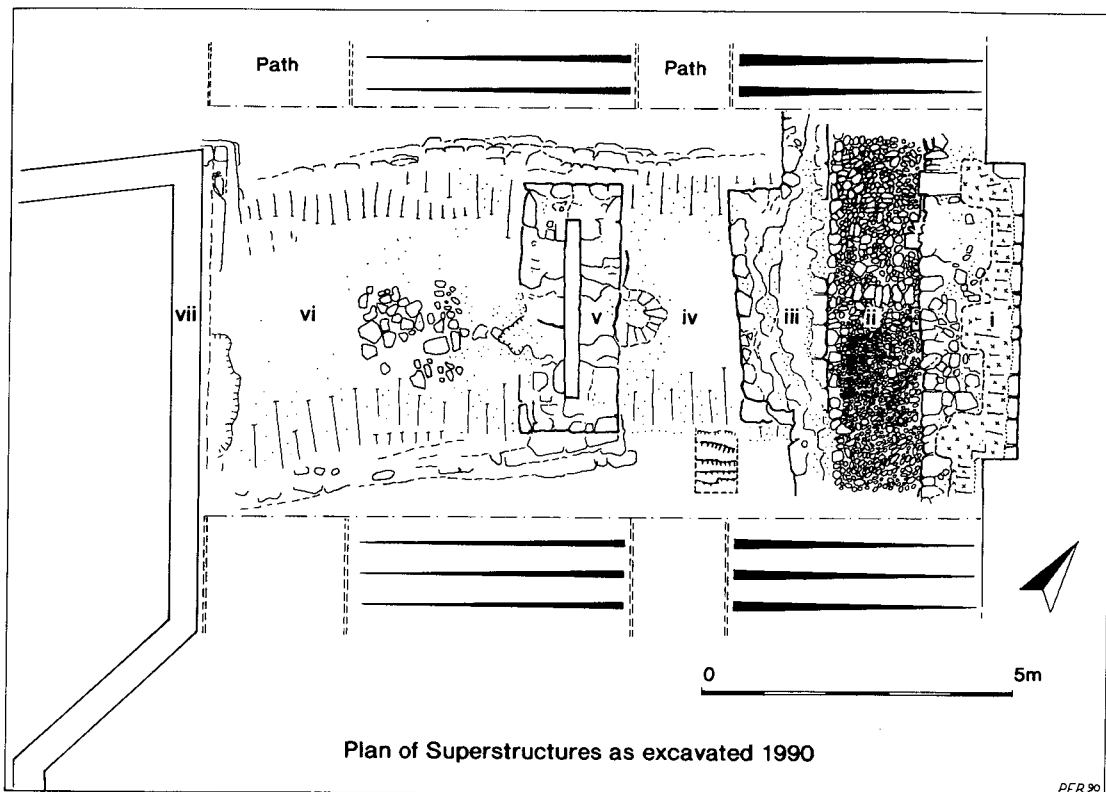 Path Path
vii vi v iv iii ii i
0 5m
Plan of Superstructures as excavated 1990
PFR 90